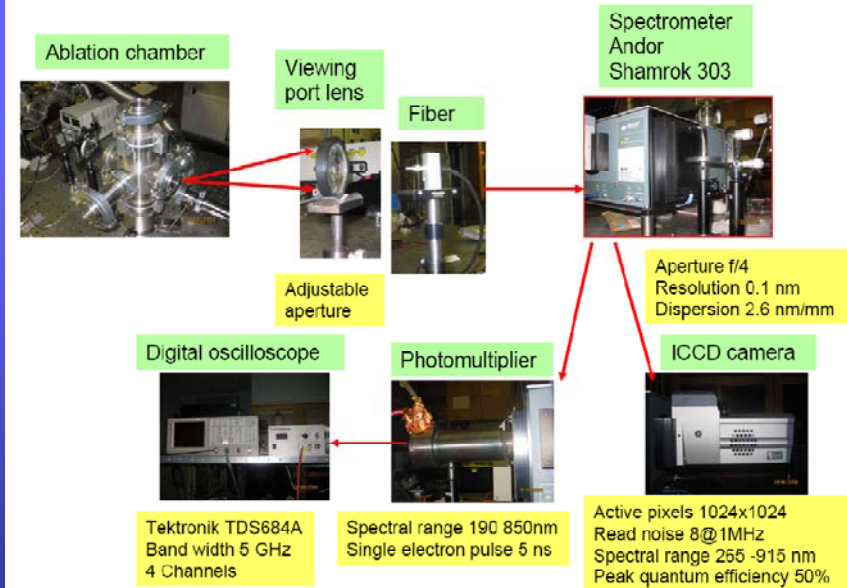 Ablation chamber
Viewing
port lens
Fiber
Spectrometer
Andor
Shamrok 303
Adjustable
aperture
Aperture f/4
Resolution 0.1 nm
Dispersion 2.6 nm/mm
Digital oscilloscope
Photomultiplier
ICCD camera
Tektronik TDS684A
Band width 5 GHz
4 Channels
Spectral range 190 850nm
Single electron pulse 5 ns
Active pixels 1024x1024
Read noise 8@1MHz
Spectral range 265 -915 nm
Peak quantum efficiency 50%